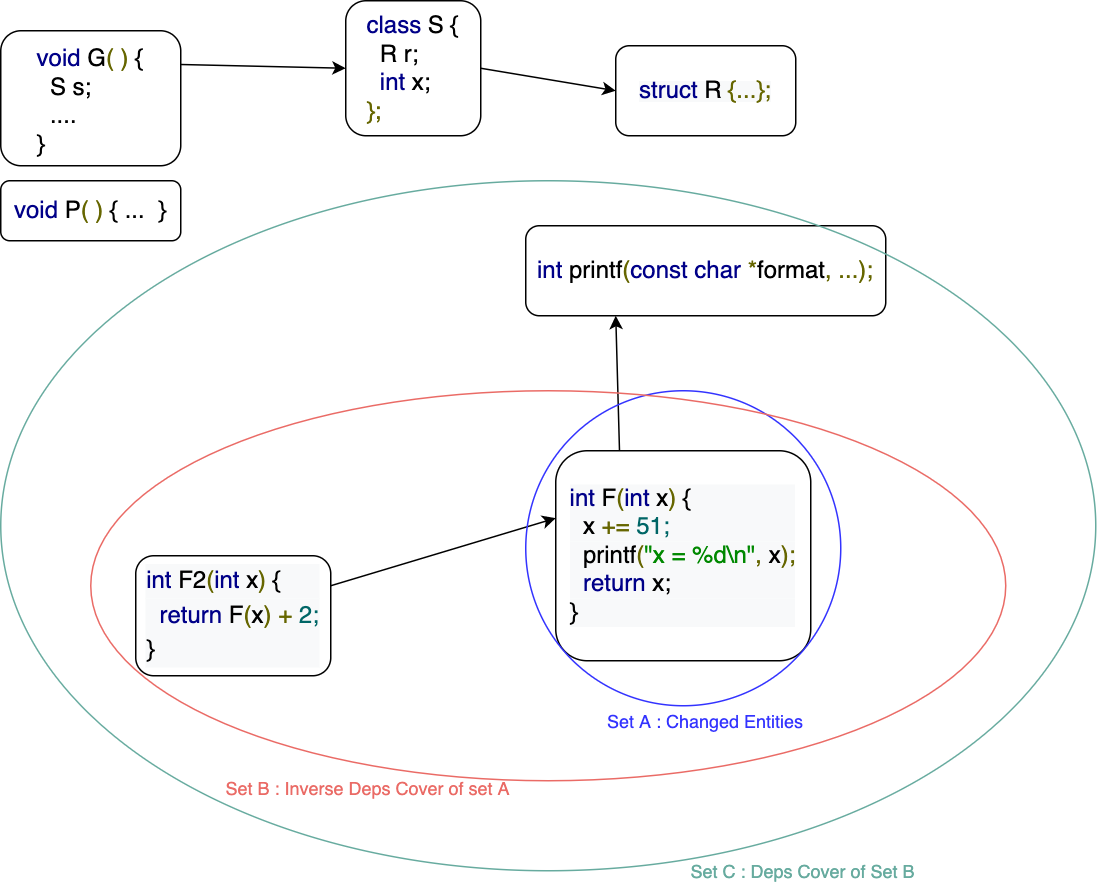 void G( ) {
S s;
....
}
class S {
R r;
int x;
};
struct R {...};
void P( ) { ... }
int printf(const char *format, ...);
int F(int x) {
x += 51;
printf("x = %d\n", x);
return x;
}
int F2(int x) {
return F(x) + 2;
}
Set A : Changed Entities
Set B : Inverse Deps Cover of set A
Set C : Deps Cover of Set B